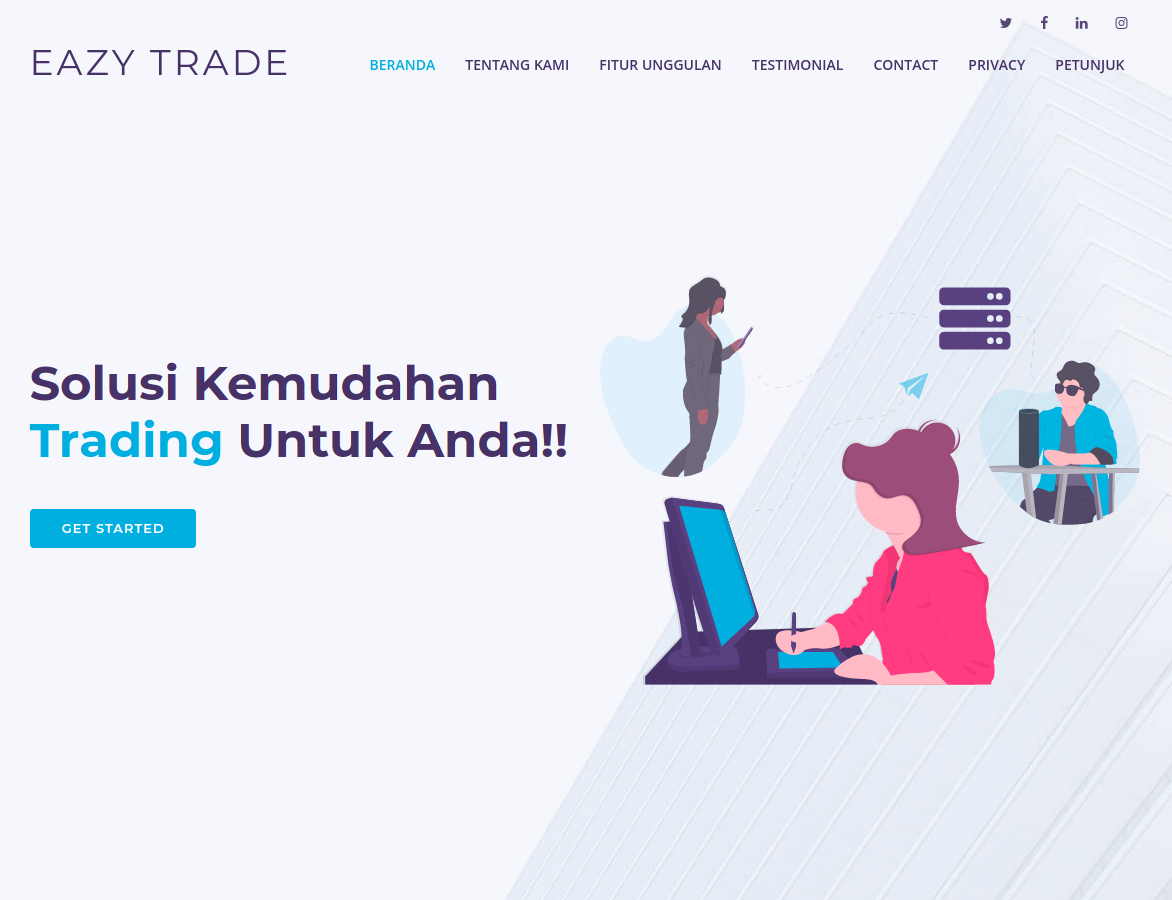 EAZY TRADE
BERANDA TENTANG KAMI FITUR UNGGULAN TESTIMONIAL CONTACT PRIVACY PETUNJUK
Solusi Kemudahan
Trading Untuk Anda!!
GET STARTED